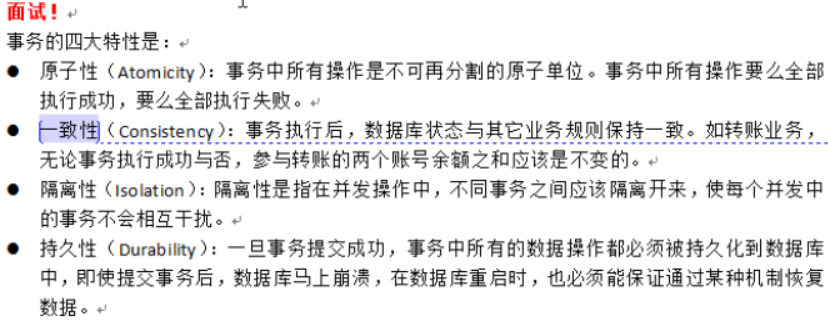 面试！
事务的四大特性是：
● 原子性（Atomicity）：事务中所有操作是不可再分割的原子单位。事务中所有操作要么全部
执行成功，要么全部执行失败。
● 一致性（Consistency）：事务执行后，数据库状态与其它业务规则保持一致。如转账业务，
无论事务执行成功与否，参与转账的两个账号余额之和应该是不变的。
● 隔离性（Isolation）：隔离性是指在并发操作中，不同事务之间应该隔离开来，使每个并发中
的事务不会相互干扰。
● 持久性（Durability）：一旦事务提交成功，事务中所有的数据操作都必须被持久化到数据库
中，即使提交事务后，数据库马上崩溃，在数据库重启时，也必须能保证通过某种机制恢复
数据。